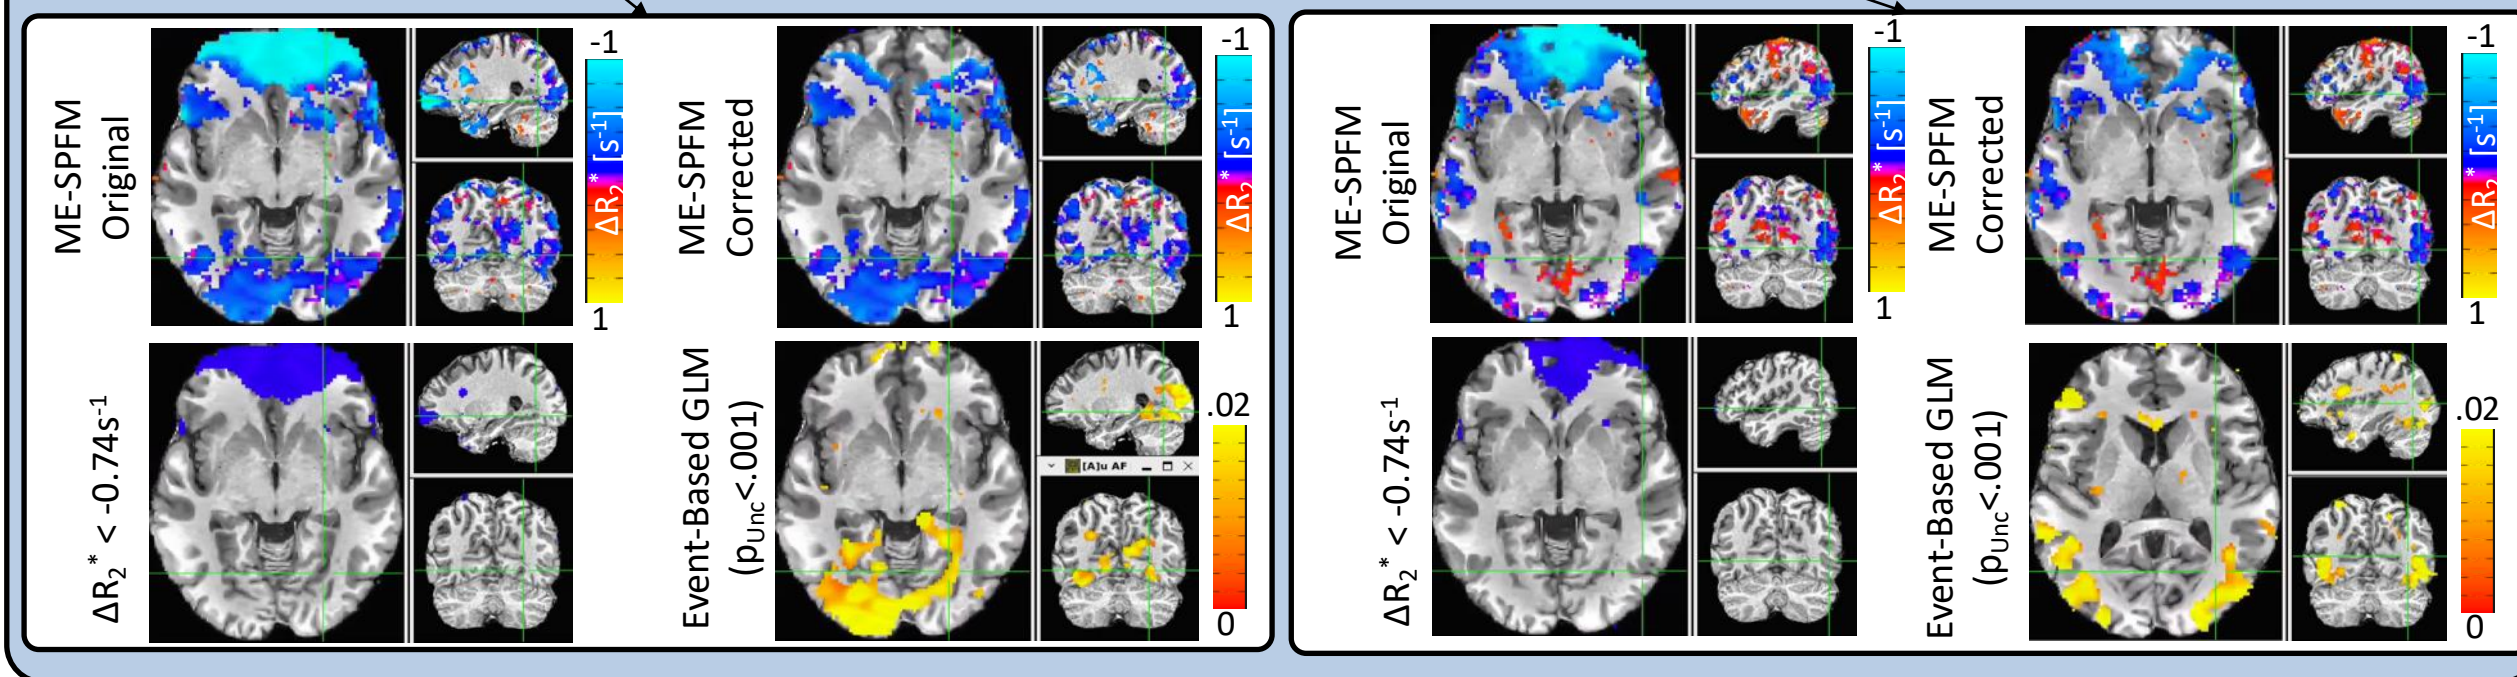 ME-SPFM
Original
-1
ΔR₂* [s⁻¹]
1
ME-SPFM
Corrected
-1
ΔR₂* [s⁻¹]
1
ΔR₂* < -0.74s⁻¹
Event-Based GLM
(pUnc<.001)
[A]u AF
.02
0
ME-SPFM
Original
-1
ΔR₂* [s⁻¹]
1
ME-SPFM
Corrected
-1
ΔR₂* [s⁻¹]
1
ΔR₂* < -0.74s⁻¹
Event-Based GLM
(pUnc<.001)
.02
0